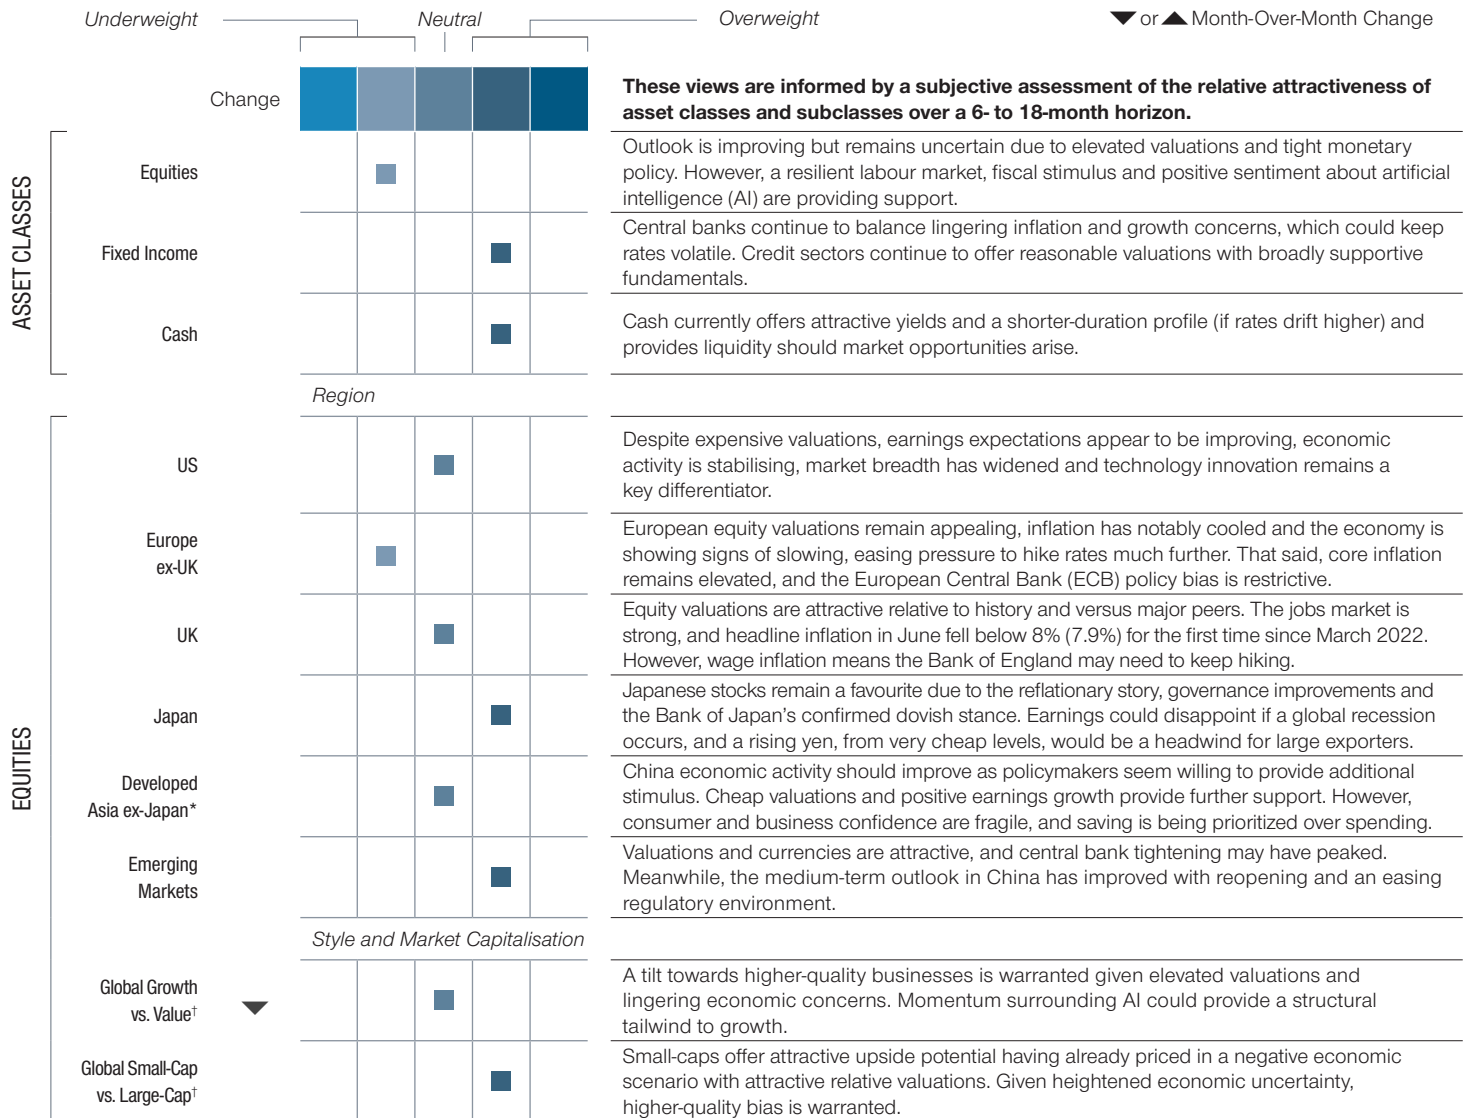 Underweight
Neutral
Overweight
▼ or ▲ Month-Over-Month Change
Change
These views are informed by a subjective assessment of the relative attractiveness of
asset classes and subclasses over a 6- to 18-month horizon.
ASSET CLASSES
Equities
Outlook is improving but remains uncertain due to elevated valuations and tight monetary
policy. However, a resilient labour market, fiscal stimulus and positive sentiment about artificial
intelligence (AI) are providing support.
Fixed Income
Central banks continue to balance lingering inflation and growth concerns, which could keep
rates volatile. Credit sectors continue to offer reasonable valuations with broadly supportive
fundamentals.
Cash
Cash currently offers attractive yields and a shorter-duration profile (if rates drift higher) and
provides liquidity should market opportunities arise.
EQUITIES
Region
US
Despite expensive valuations, earnings expectations appear to be improving, economic
activity is stabilising, market breadth has widened and technology innovation remains a
key differentiator.
Europe
ex-UK
European equity valuations remain appealing, inflation has notably cooled and the economy is
showing signs of slowing, easing pressure to hike rates much further. That said, core inflation
remains elevated, and the European Central Bank (ECB) policy bias is restrictive.
UK
Equity valuations are attractive relative to history and versus major peers. The jobs market is
strong, and headline inflation in June fell below 8% (7.9%) for the first time since March 2022.
However, wage inflation means the Bank of England may need to keep hiking.
Japan
Japanese stocks remain a favourite due to the reflationary story, governance improvements and
the Bank of Japan's confirmed dovish stance. Earnings could disappoint if a global recession
occurs, and a rising yen, from very cheap levels, would be a headwind for large exporters.
Developed
Asia ex-Japan*
China economic activity should improve as policymakers seem willing to provide additional
stimulus. Cheap valuations and positive earnings growth provide further support. However,
consumer and business confidence are fragile, and saving is being prioritized over spending.
Emerging
Markets
Valuations and currencies are attractive, and central bank tightening may have peaked.
Meanwhile, the medium-term outlook in China has improved with reopening and an easing
regulatory environment.
Style and Market Capitalisation
Global Growth
vs. Value†
▼
A tilt towards higher-quality businesses is warranted given elevated valuations and
lingering economic concerns. Momentum surrounding AI could provide a structural
tailwind to growth.
Global Small-Cap
vs. Large-Cap†
Small-caps offer attractive upside potential having already priced in a negative economic
scenario with attractive relative valuations. Given heightened economic uncertainty,
higher-quality bias is warranted.